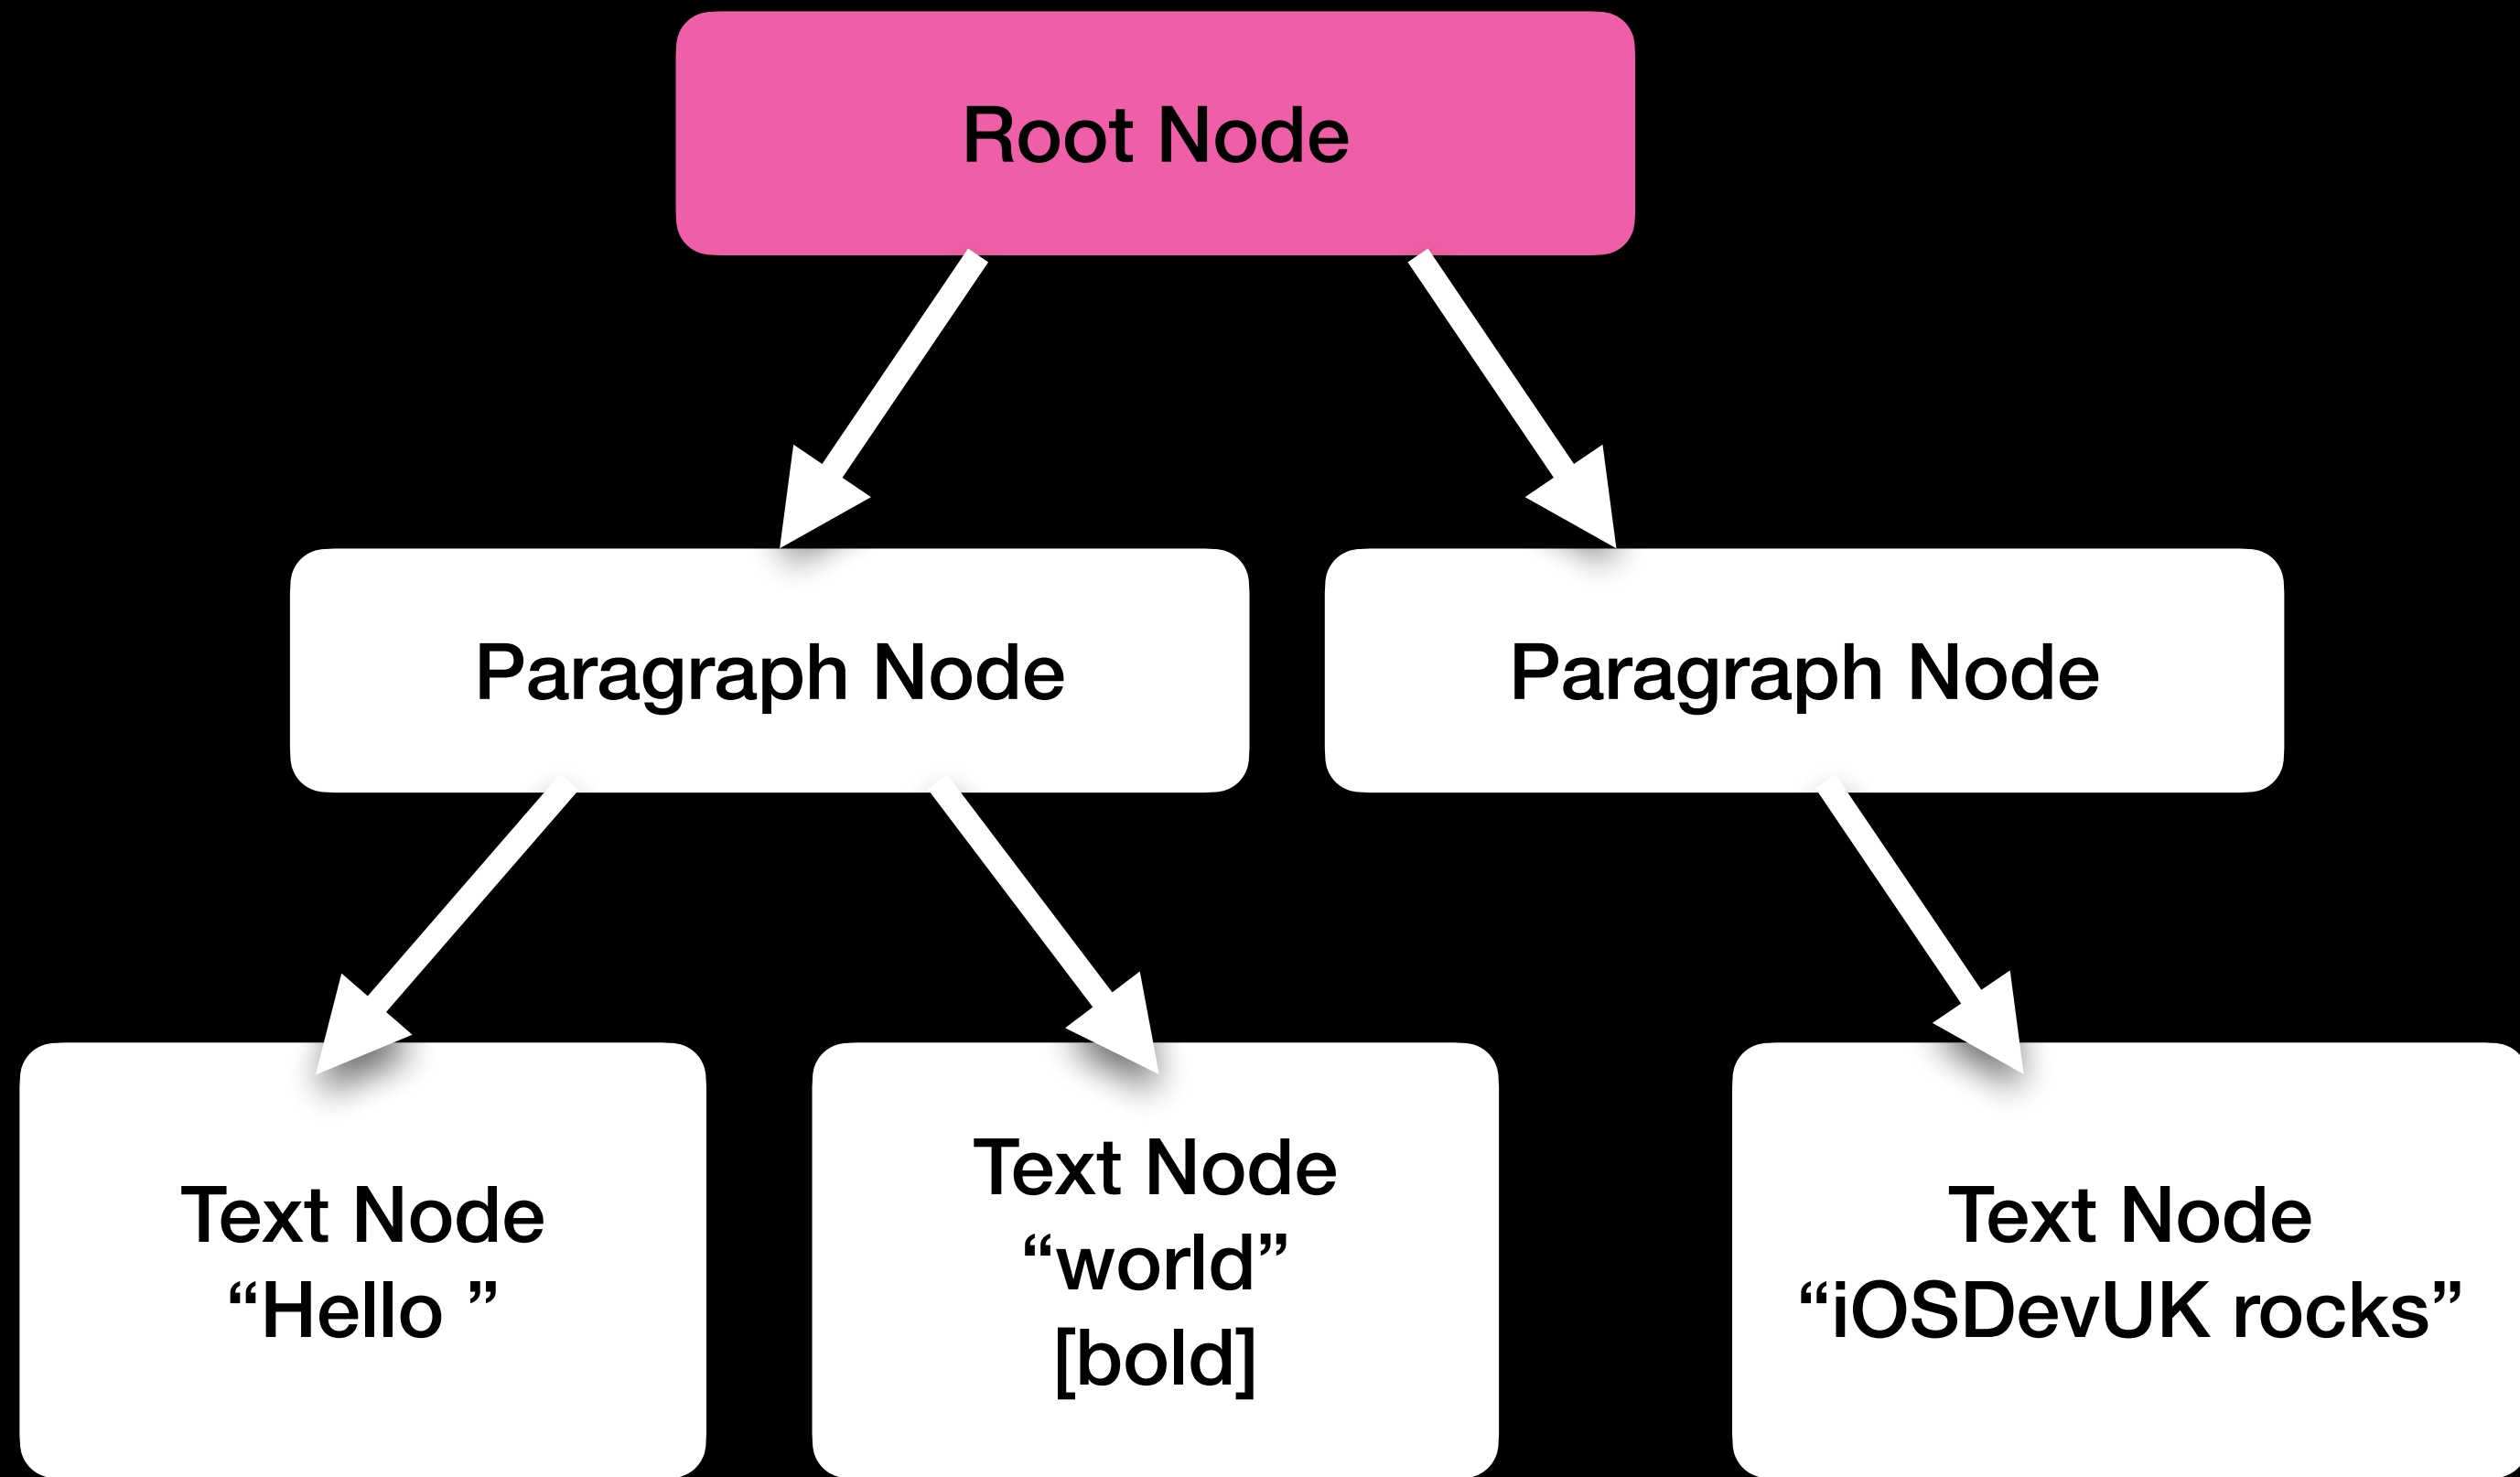 Root Node
Paragraph Node
Paragraph Node
Text Node
“Hello ”
Text Node
“world”
[bold]
Text Node
“iOSDevUK rocks”